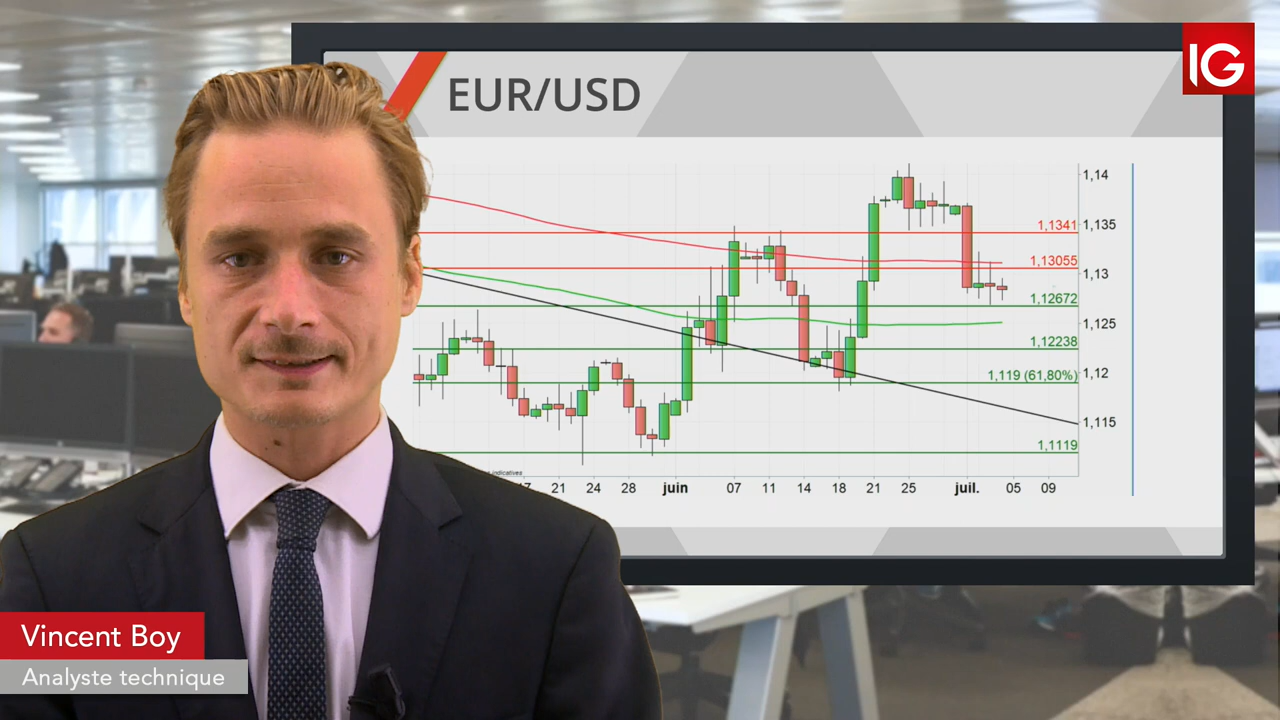 IG
EUR/USD
1,14
1,135
1,1341
1,13055
1,13
1,12672
1,125
1,12238
1,12
1,119 (61,80%)
1,115
1,1119
indicatives
21 24 28 juin 07 11 14 18 21 25 juil. 05 09
Vincent Boy
Analyste technique